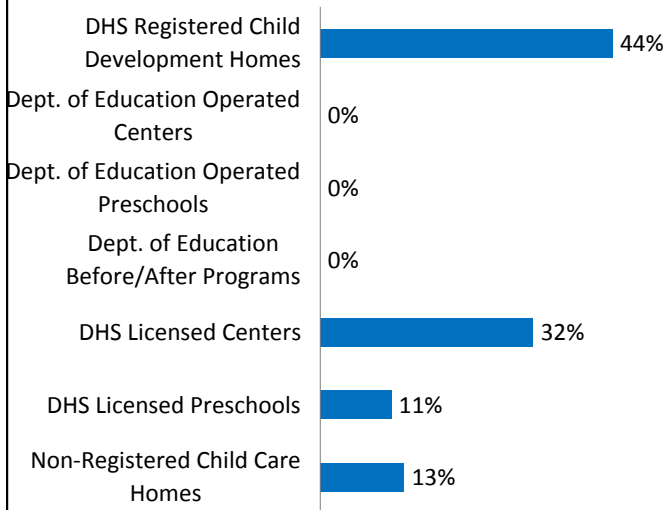 DHS Registered Child
Development Homes
44%
Dept. of Education Operated
Centers
0%
Dept. of Education Operated
Preschools
0%
Dept. of Education
Before/After Programs
0%
DHS Licensed Centers
32%
DHS Licensed Preschools
11%
Non-Registered Child Care
Homes
13%